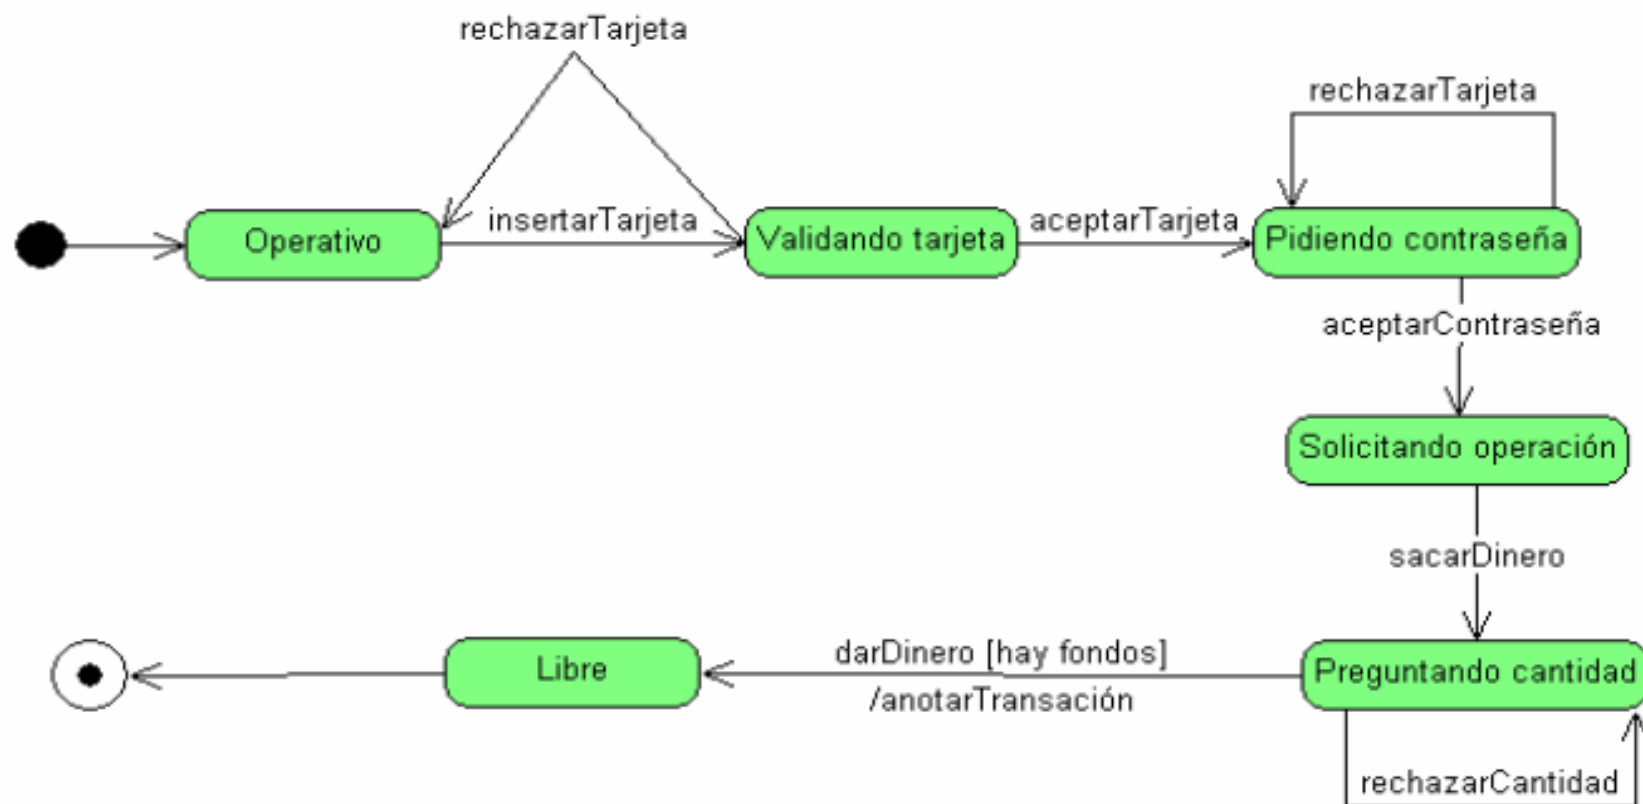 rechazarTarjeta
rechazarTarjeta
Operativo
insertarTarjeta
Validando tarjeta
aceptarTarjeta
Pidiendo contraseña
aceptarContraseña
Solicitando operación
sacarDinero
Libre
darDinero [hay fondos]
/anotarTransación
Preguntando cantidad
rechazarCantidad